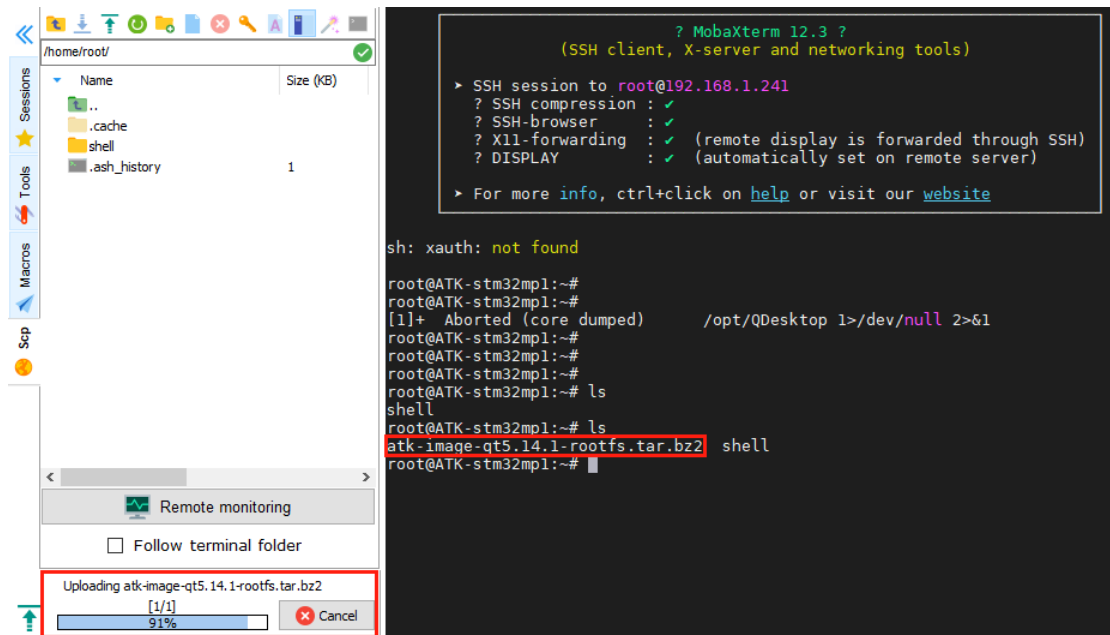 /home/root/
Name Size (KB)
..
.cache
shell
.ash_history 1
Sessions
Tools
Macros
Scp
Remote monitoring
Follow terminal folder
Uploading atk-image-qt5.14.1-rootfs.tar.bz2
[1/1]
91%
Cancel
? MobaXterm 12.3 ?
(SSH client, X-server and networking tools)
➤ SSH session to root@192.168.1.241
? SSH compression : ✔
? SSH-browser : ✔
? X11-forwarding : ✔ (remote display is forwarded through SSH)
? DISPLAY : ✔ (automatically set on remote server)
➤ For more info, ctrl+click on help or visit our website
sh: xauth: not found
root@ATK-stm32mp1:~#
root@ATK-stm32mp1:~#
[1]+ Aborted (core dumped) /opt/QDesktop 1>/dev/null 2>&1
root@ATK-stm32mp1:~#
root@ATK-stm32mp1:~#
root@ATK-stm32mp1:~#
root@ATK-stm32mp1:~# ls
shell
root@ATK-stm32mp1:~# ls
atk-image-qt5.14.1-rootfs.tar.bz2 shell
root@ATK-stm32mp1:~#